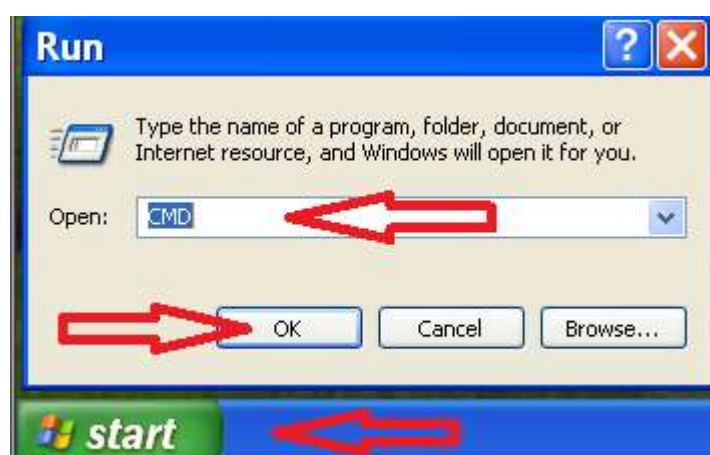 Run
?
Type the name of a program, folder, document, or
Internet resource, and Windows will open it for you.
Open: CMD
OK Cancel Browse...
start